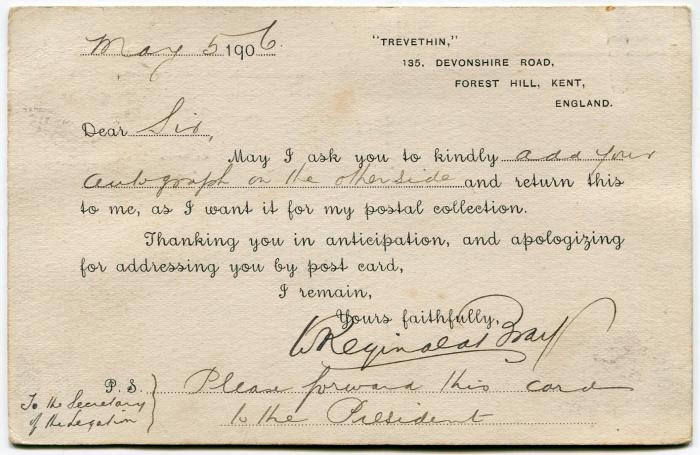 May 5 1906.
"TREVETHIN,"
135, DEVONSHIRE ROAD,
FOREST HILL, KENT,
ENGLAND.
Dear Sir,
May I ask you to kindly add your
autograph on the otherside and return this
to me, as I want it for my postal collection.
Thanking you in anticipation, and apologizing
for addressing you by post card,
I remain,
Yours faithfully,
W Reginald Bray
P.S. Please forward this card
To the Secretary
of the Legation
to the President